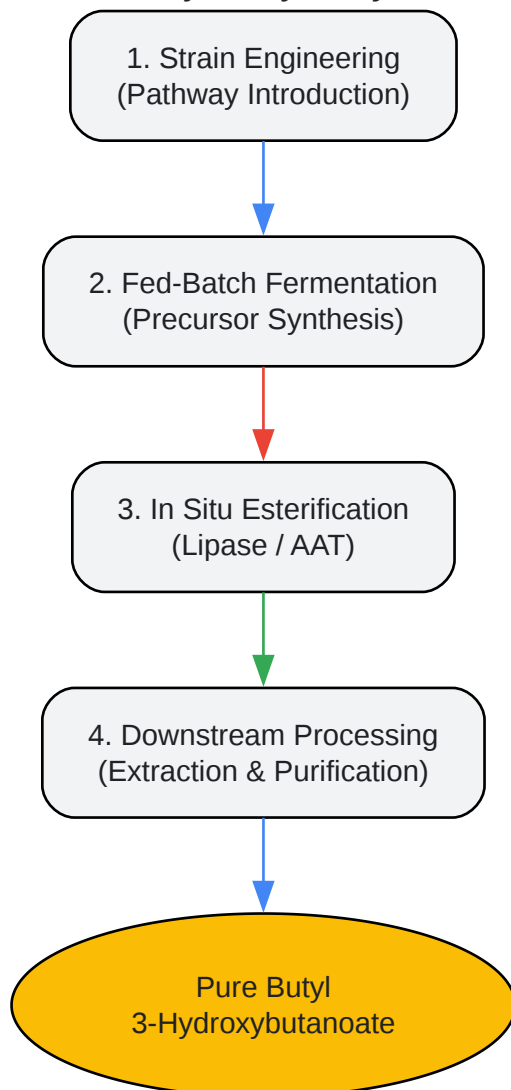 1. Strain Engineering
(Pathway Introduction)
2. Fed-Batch Fermentation
(Precursor Synthesis)
3. In Situ Esterification
(Lipase / AAT)
4. Downstream Processing
(Extraction & Purification)
Pure Butyl
3-Hydroxybutanoate